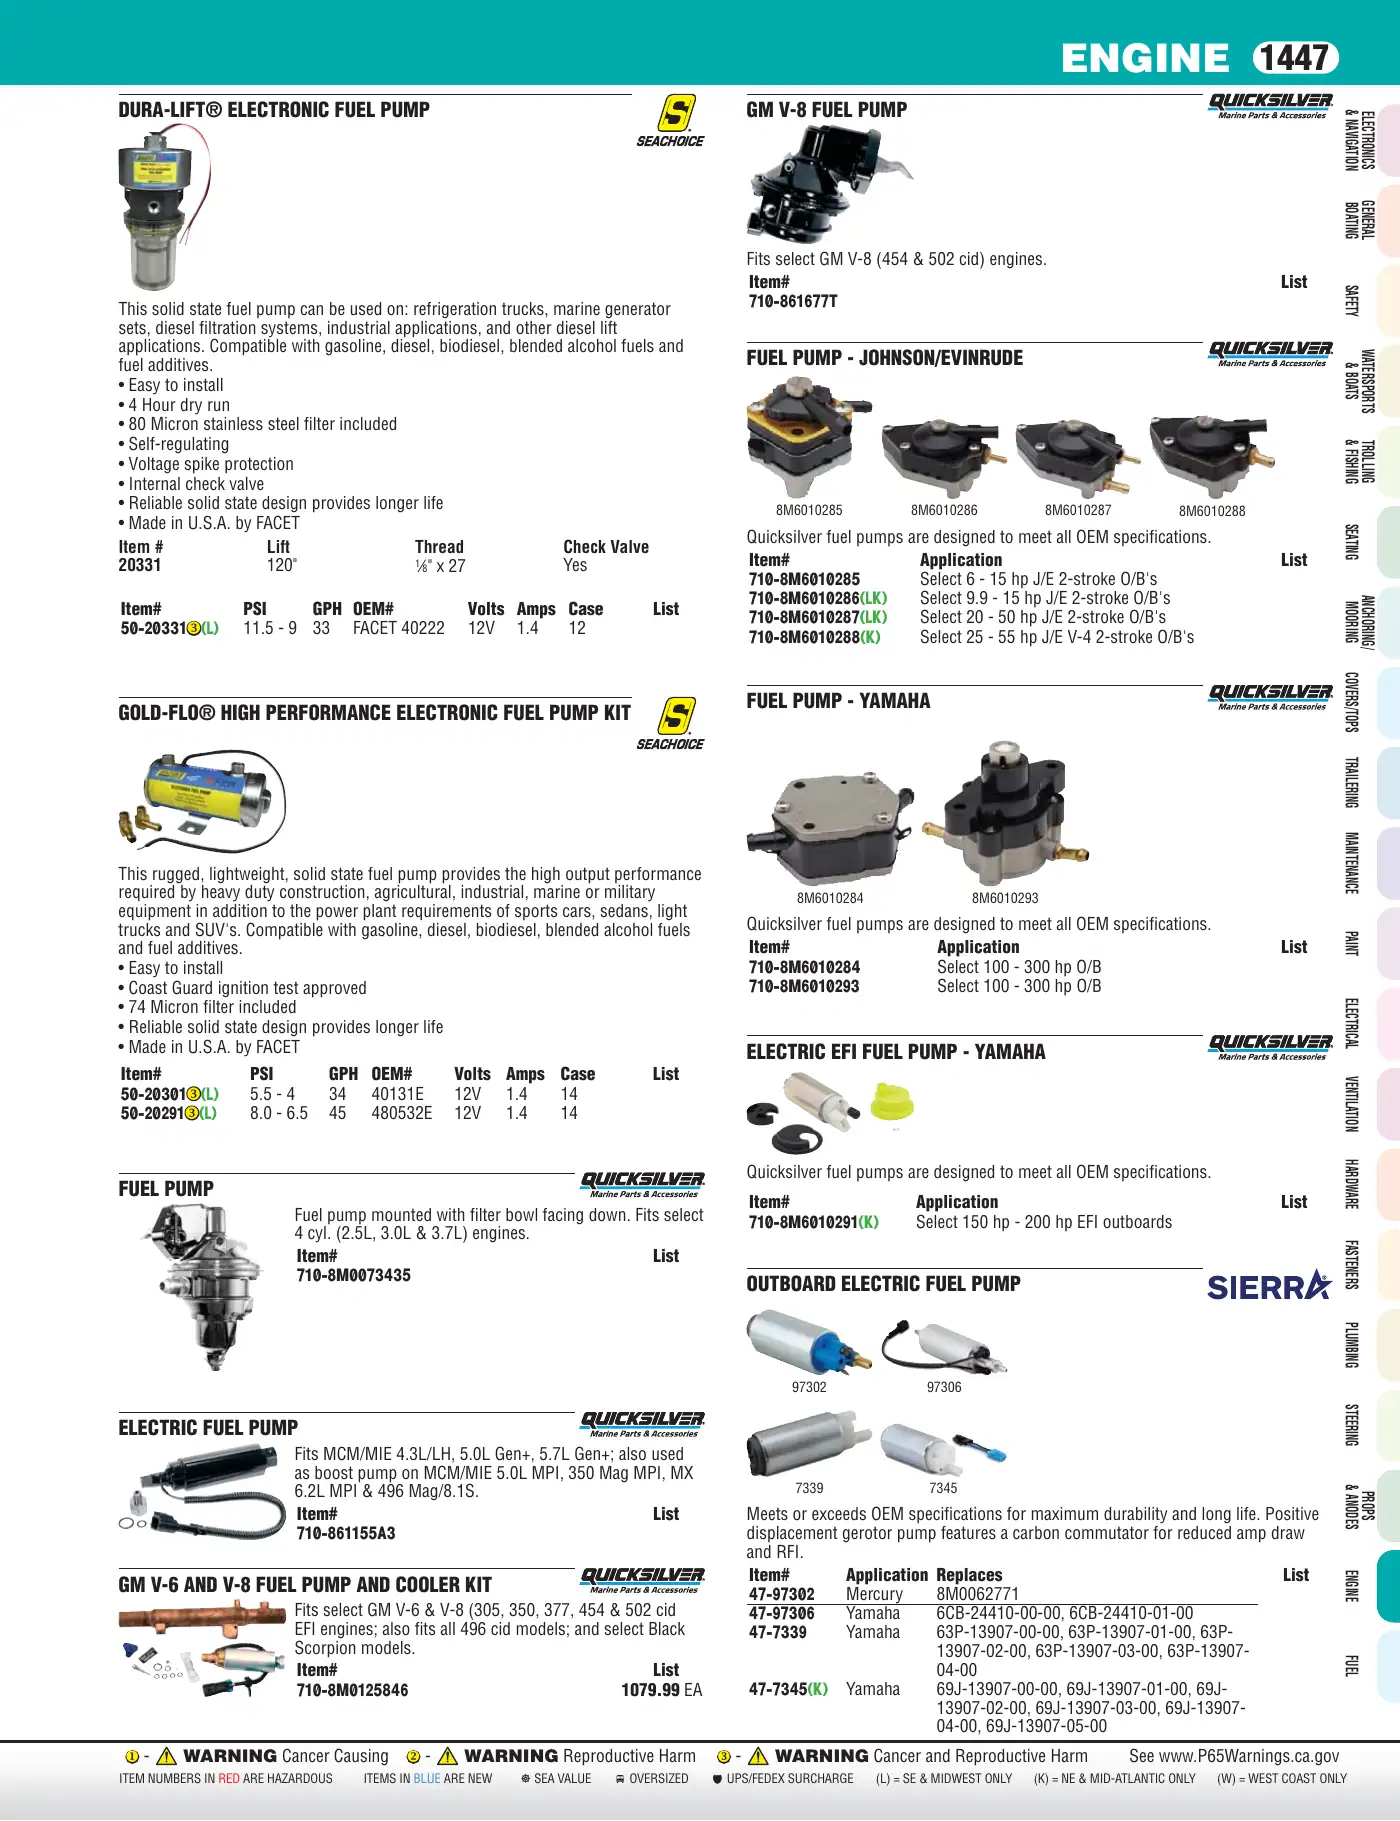 ENGINE 1447
DURA-LIFT® ELECTRONIC FUEL PUMP
SEACHOICE
This solid state fuel pump can be used on: refrigeration trucks, marine generator
sets, diesel filtration systems, industrial applications, and other diesel lift
applications. Compatible with gasoline, diesel, biodiesel, blended alcohol fuels and
fuel additives.
• Easy to install
• 4 Hour dry run
• 80 Micron stainless steel filter included
• Self-regulating
• Voltage spike protection
• Internal check valve
• Reliable solid state design provides longer life
• Made in U.S.A. by FACET
Item # Lift Thread Check Valve
20331 120" ⅛" x 27 Yes
Item# PSI GPH OEM# Volts Amps Case List
50-20331③(L) 11.5 - 9 33 FACET 40222 12V 1.4 12
GOLD-FLO® HIGH PERFORMANCE ELECTRONIC FUEL PUMP KIT
SEACHOICE
This rugged, lightweight, solid state fuel pump provides the high output performance
required by heavy duty construction, agricultural, industrial, marine or military
equipment in addition to the power plant requirements of sports cars, sedans, light
trucks and SUV's. Compatible with gasoline, diesel, biodiesel, blended alcohol fuels
and fuel additives.
• Easy to install
• Coast Guard ignition test approved
• 74 Micron filter included
• Reliable solid state design provides longer life
• Made in U.S.A. by FACET
Item# PSI GPH OEM# Volts Amps Case List
50-20301③(L) 5.5 - 4 34 40131E 12V 1.4 14
50-20291③(L) 8.0 - 6.5 45 480532E 12V 1.4 14
FUEL PUMP
QUICKSILVER
Marine Parts & Accessories
Fuel pump mounted with filter bowl facing down. Fits select
4 cyl. (2.5L, 3.0L & 3.7L) engines.
Item# List
710-8M0073435
ELECTRIC FUEL PUMP
QUICKSILVER
Marine Parts & Accessories
Fits MCM/MIE 4.3L/LH, 5.0L Gen+, 5.7L Gen+; also used
as boost pump on MCM/MIE 5.0L MPI, 350 Mag MPI, MX
6.2L MPI & 496 Mag/8.1S.
Item# List
710-861155A3
GM V-6 AND V-8 FUEL PUMP AND COOLER KIT
QUICKSILVER
Marine Parts & Accessories
Fits select GM V-6 & V-8 (305, 350, 377, 454 & 502 cid
EFI engines; also fits all 496 cid models; and select Black
Scorpion models.
Item# List
710-8M0125846 1079.99 EA
GM V-8 FUEL PUMP
QUICKSILVER
Marine Parts & Accessories
Fits select GM V-8 (454 & 502 cid) engines.
Item# List
710-861677T
FUEL PUMP - JOHNSON/EVINRUDE
QUICKSILVER
Marine Parts & Accessories
8M6010285 8M6010286 8M6010287 8M6010288
Quicksilver fuel pumps are designed to meet all OEM specifications.
Item# Application List
710-8M6010285 Select 6 - 15 hp J/E 2-stroke O/B's
710-8M6010286(LK) Select 9.9 - 15 hp J/E 2-stroke O/B's
710-8M6010287(LK) Select 20 - 50 hp J/E 2-stroke O/B's
710-8M6010288(K) Select 25 - 55 hp J/E V-4 2-stroke O/B's
FUEL PUMP - YAMAHA
QUICKSILVER
Marine Parts & Accessories
8M6010284 8M6010293
Quicksilver fuel pumps are designed to meet all OEM specifications.
Item# Application List
710-8M6010284 Select 100 - 300 hp O/B
710-8M6010293 Select 100 - 300 hp O/B
ELECTRIC EFI FUEL PUMP - YAMAHA
QUICKSILVER
Marine Parts & Accessories
Quicksilver fuel pumps are designed to meet all OEM specifications.
Item# Application List
710-8M6010291(K) Select 150 hp - 200 hp EFI outboards
OUTBOARD ELECTRIC FUEL PUMP
SIERRA
97302 97306
7339 7345
Meets or exceeds OEM specifications for maximum durability and long life. Positive
displacement gerotor pump features a carbon commutator for reduced amp draw
and RFI.
Item# Application Replaces List
47-97302 Mercury 8M0062771
47-97306 Yamaha 6CB-24410-00-00, 6CB-24410-01-00
47-7339 Yamaha 63P-13907-00-00, 63P-13907-01-00, 63P-
13907-02-00, 63P-13907-03-00, 63P-13907-
04-00
47-7345(K) Yamaha 69J-13907-00-00, 69J-13907-01-00, 69J-
13907-02-00, 69J-13907-03-00, 69J-13907-
04-00, 69J-13907-05-00
ELECTRONICS
& NAVIGATION
GENERAL
BOATING
SAFETY
WATERSPORTS
& BOATS
TROLLING
& FISHING
SEATING
ANCHORING/
MOORING
COVERS/TOPS
TRAILERING
MAINTENANCE
PAINT
ELECTRICAL
VENTILATION
HARDWARE
FASTENERS
PLUMBING
STEERING
PROPS
& ANODES
ENGINE
FUEL
① - ⚠ WARNING Cancer Causing ② - ⚠ WARNING Reproductive Harm ③ - ⚠ WARNING Cancer and Reproductive Harm See www.P65Warnings.ca.gov
ITEM NUMBERS IN RED ARE HAZARDOUS ITEMS IN BLUE ARE NEW SEA VALUE OVERSIZED UPS/FEDEX SURCHARGE (L) = SE & MIDWEST ONLY (K) = NE & MID-ATLANTIC ONLY (W) = WEST COAST ONLY